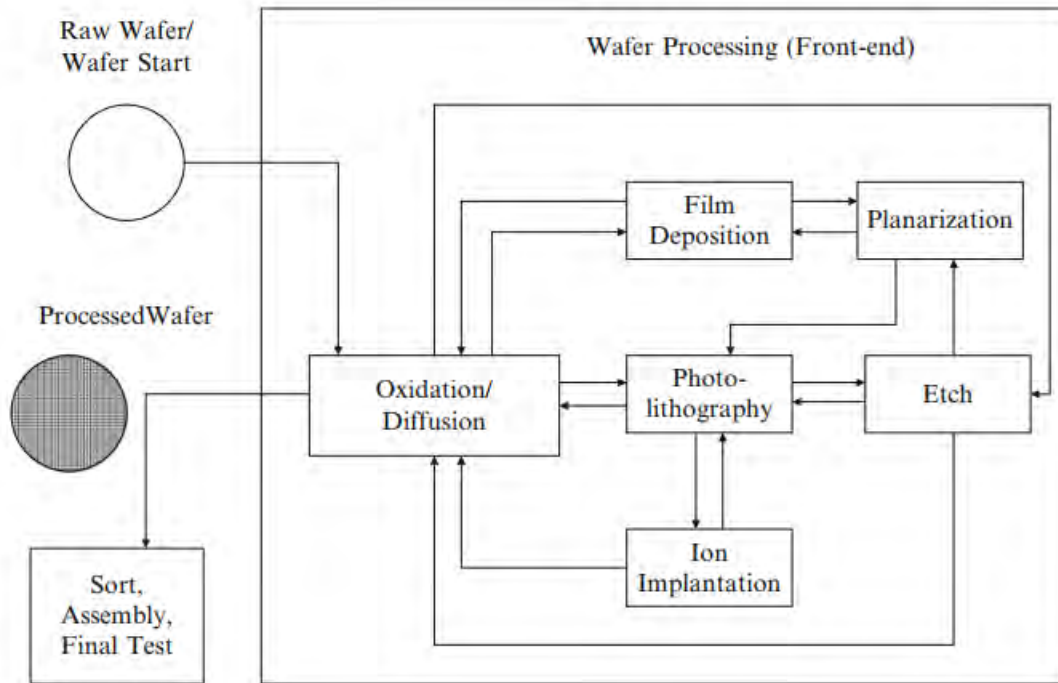 Raw Wafer/
Wafer Start
Wafer Processing (Front-end)
Film
Deposition
Planarization
ProcessedWafer
Oxidation/
Diffusion
Photo-
lithography
Etch
Ion
Implantation
Sort,
Assembly,
Final Test